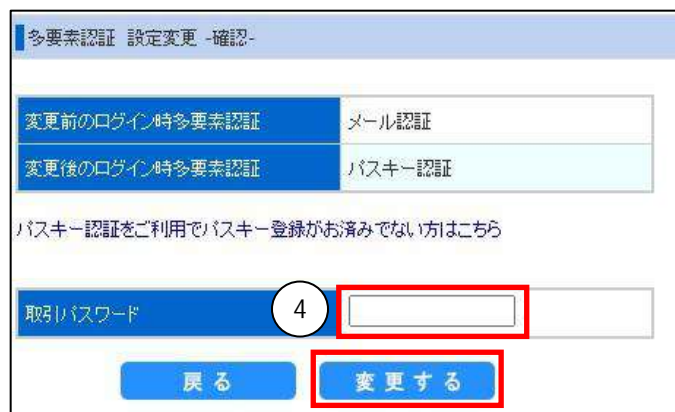 多要素認証 設定変更 -確認-
変更前のログイン時多要素認証 メール認証
変更後のログイン時多要素認証 パスキー認証
パスキー認証をご利用でパスキー登録がお済みでない方はこちら
取引パスワード ④
戻る 変更する